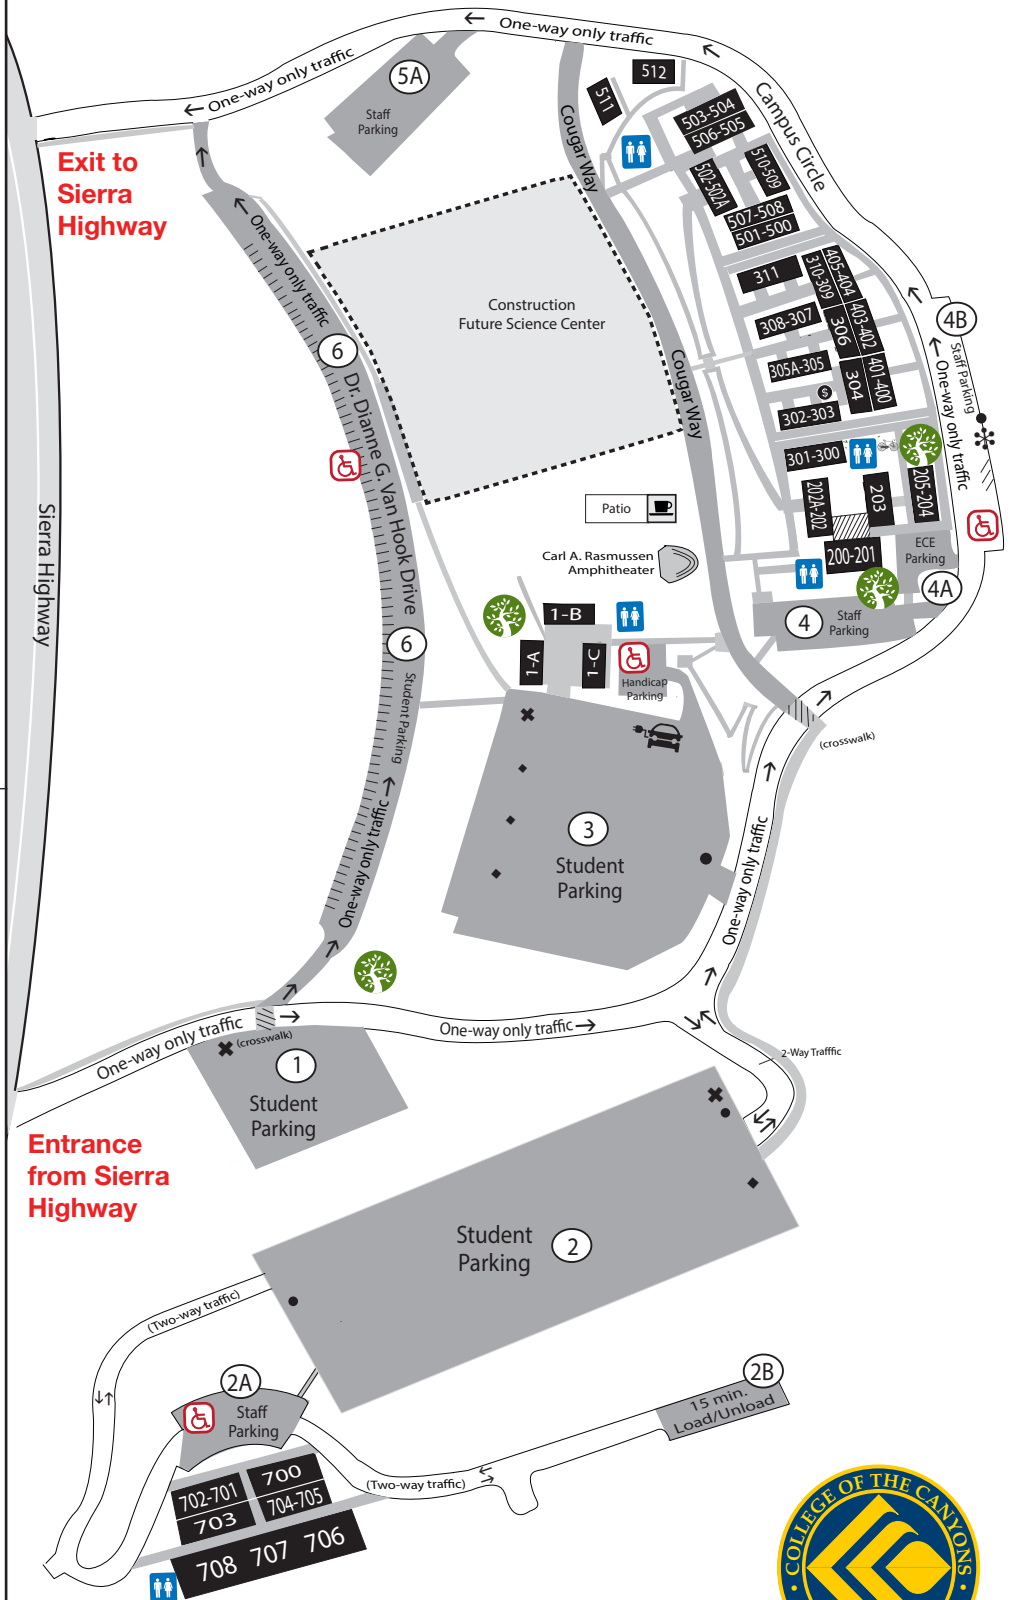 One-way only traffic
One-way only traffic
5A
Staff
Parking
512
511
503-504
506-505
Campus Circle
Cougar Way
510-509
502-502A
507-508
501-500
Exit to
Sierra
Highway
One-way only traffic
311
310-309
405-404
308-307
306
403-402
4B
Construction
Future Science Center
6
Dr. Dianne G. Van Hook Drive
Cougar Way
305A-305
304
401-400
$
302-303
Staff Parking
One-way only traffic
301-300
202A-202
203
205-204
Patio
Sierra Highway
Carl A. Rasmussen
Amphitheater
200-201
ECE
Parking
4A
4
Staff
Parking
1-B
1-A
1-C
6
Student Parking
Handicap
Parking
(crosswalk)
One-way only traffic
3
Student
Parking
One-way only traffic
One-way only traffic
(crosswalk)
One-way only traffic
2-Way Trafffic
1
Student
Parking
Entrance
from Sierra
Highway
Student
Parking
2
(Two-way traffic)
2A
Staff
Parking
2B
15 min.
Load/Unload
(Two-way traffic)
702-701
700
703
704-705
708 707 706
• COLLEGE OF THE CANYONS •